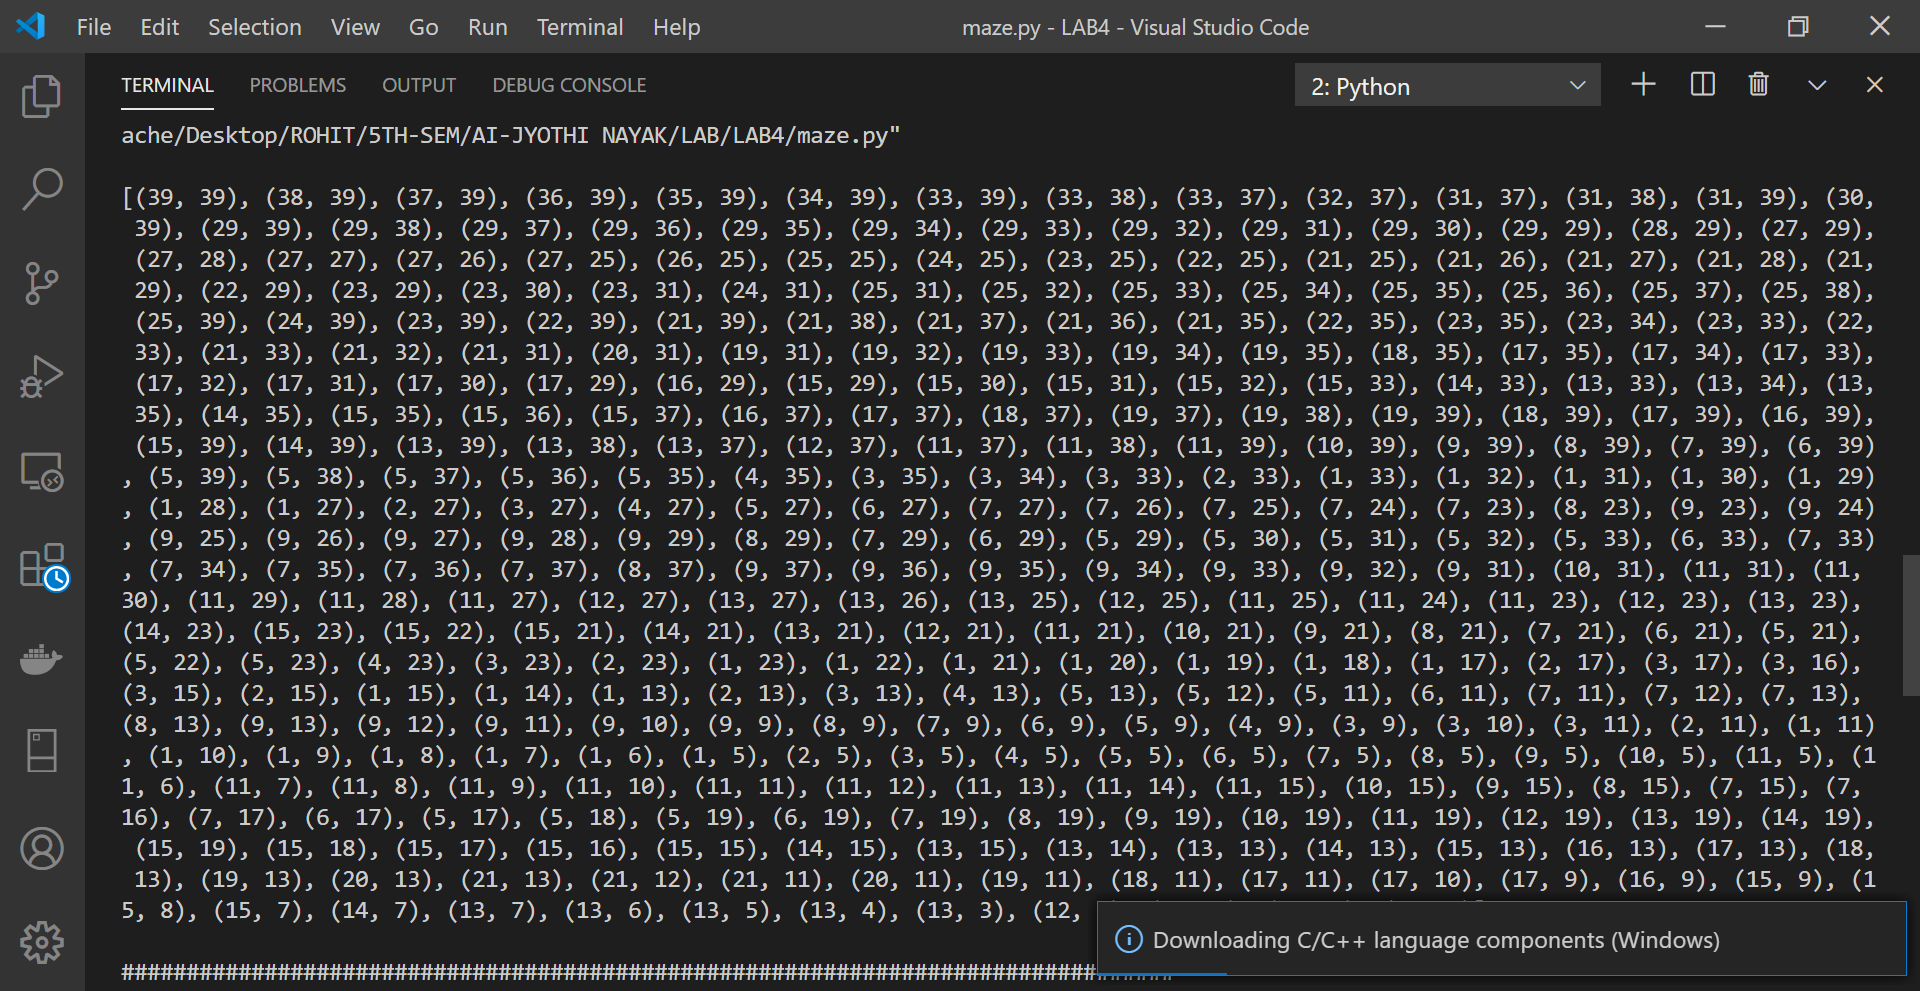 File Edit Selection View Go Run Terminal Help maze.py - LAB4 - Visual Studio Code
TERMINAL PROBLEMS OUTPUT DEBUG CONSOLE 2: Python
ache/Desktop/ROHIT/5TH-SEM/AI-JYOTHI NAYAK/LAB/LAB4/maze.py"
[(39, 39), (38, 39), (37, 39), (36, 39), (35, 39), (34, 39), (33, 39), (33, 38), (33, 37), (32, 37), (31, 37), (31, 38), (31, 39), (30,
39), (29, 39), (29, 38), (29, 37), (29, 36), (29, 35), (29, 34), (29, 33), (29, 32), (29, 31), (29, 30), (29, 29), (28, 29), (27, 29),
(27, 28), (27, 27), (27, 26), (27, 25), (26, 25), (25, 25), (24, 25), (23, 25), (22, 25), (21, 25), (21, 26), (21, 27), (21, 28), (21,
29), (22, 29), (23, 29), (23, 30), (23, 31), (24, 31), (25, 31), (25, 32), (25, 33), (25, 34), (25, 35), (25, 36), (25, 37), (25, 38),
(25, 39), (24, 39), (23, 39), (22, 39), (21, 39), (21, 38), (21, 37), (21, 36), (21, 35), (22, 35), (23, 35), (23, 34), (23, 33), (22,
33), (21, 33), (21, 32), (21, 31), (20, 31), (19, 31), (19, 32), (19, 33), (19, 34), (19, 35), (18, 35), (17, 35), (17, 34), (17, 33),
(17, 32), (17, 31), (17, 30), (17, 29), (16, 29), (15, 29), (15, 30), (15, 31), (15, 32), (15, 33), (14, 33), (13, 33), (13, 34), (13,
35), (14, 35), (15, 35), (15, 36), (15, 37), (16, 37), (17, 37), (18, 37), (19, 37), (19, 38), (19, 39), (18, 39), (17, 39), (16, 39),
(15, 39), (14, 39), (13, 39), (13, 38), (13, 37), (12, 37), (11, 37), (11, 38), (11, 39), (10, 39), (9, 39), (8, 39), (7, 39), (6, 39)
, (5, 39), (5, 38), (5, 37), (5, 36), (5, 35), (4, 35), (3, 35), (3, 34), (3, 33), (2, 33), (1, 33), (1, 32), (1, 31), (1, 30), (1, 29)
, (1, 28), (1, 27), (2, 27), (3, 27), (4, 27), (5, 27), (6, 27), (7, 27), (7, 26), (7, 25), (7, 24), (7, 23), (8, 23), (9, 23), (9, 24)
, (9, 25), (9, 26), (9, 27), (9, 28), (9, 29), (8, 29), (7, 29), (6, 29), (5, 29), (5, 30), (5, 31), (5, 32), (5, 33), (6, 33), (7, 33)
, (7, 34), (7, 35), (7, 36), (7, 37), (8, 37), (9, 37), (9, 36), (9, 35), (9, 34), (9, 33), (9, 32), (9, 31), (10, 31), (11, 31), (11,
30), (11, 29), (11, 28), (11, 27), (12, 27), (13, 27), (13, 26), (13, 25), (12, 25), (11, 25), (11, 24), (11, 23), (12, 23), (13, 23),
(14, 23), (15, 23), (15, 22), (15, 21), (14, 21), (13, 21), (12, 21), (11, 21), (10, 21), (9, 21), (8, 21), (7, 21), (6, 21), (5, 21),
(5, 22), (5, 23), (4, 23), (3, 23), (2, 23), (1, 23), (1, 22), (1, 21), (1, 20), (1, 19), (1, 18), (1, 17), (2, 17), (3, 17), (3, 16),
(3, 15), (2, 15), (1, 15), (1, 14), (1, 13), (2, 13), (3, 13), (4, 13), (5, 13), (5, 12), (5, 11), (6, 11), (7, 11), (7, 12), (7, 13),
(8, 13), (9, 13), (9, 12), (9, 11), (9, 10), (9, 9), (8, 9), (7, 9), (6, 9), (5, 9), (4, 9), (3, 9), (3, 10), (3, 11), (2, 11), (1, 11)
, (1, 10), (1, 9), (1, 8), (1, 7), (1, 6), (1, 5), (2, 5), (3, 5), (4, 5), (5, 5), (6, 5), (7, 5), (8, 5), (9, 5), (10, 5), (11, 5), (1
1, 6), (11, 7), (11, 8), (11, 9), (11, 10), (11, 11), (11, 12), (11, 13), (11, 14), (11, 15), (10, 15), (9, 15), (8, 15), (7, 15), (7,
16), (7, 17), (6, 17), (5, 17), (5, 18), (5, 19), (6, 19), (7, 19), (8, 19), (9, 19), (10, 19), (11, 19), (12, 19), (13, 19), (14, 19),
(15, 19), (15, 18), (15, 17), (15, 16), (15, 15), (14, 15), (13, 15), (13, 14), (13, 13), (14, 13), (15, 13), (16, 13), (17, 13), (18,
13), (19, 13), (20, 13), (21, 13), (21, 12), (21, 11), (20, 11), (19, 11), (18, 11), (17, 11), (17, 10), (17, 9), (16, 9), (15, 9), (1
5, 8), (15, 7), (14, 7), (13, 7), (13, 6), (13, 5), (13, 4), (13, 3), (12,
Downloading C/C++ language components (Windows)
###########################################################################